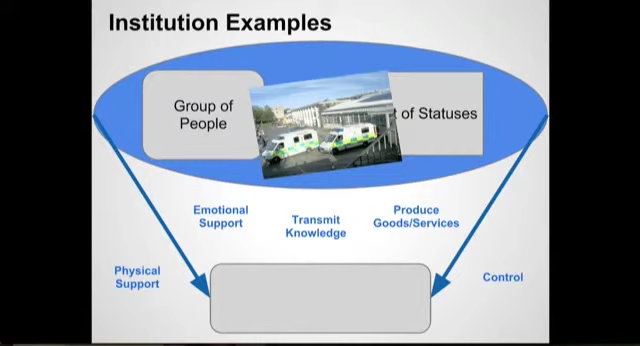 Institution Examples
Group of
People
t of Statuses
Emotional
Support
Transmit
Knowledge
Produce
Goods/Services
Physical
Support
Control